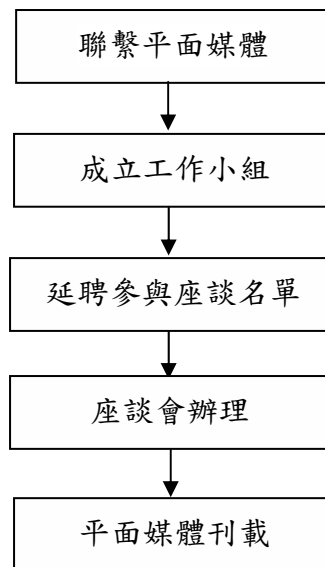 聯繫平面媒體
成立工作小組
延聘參與座談名單
座談會辦理
平面媒體刊載